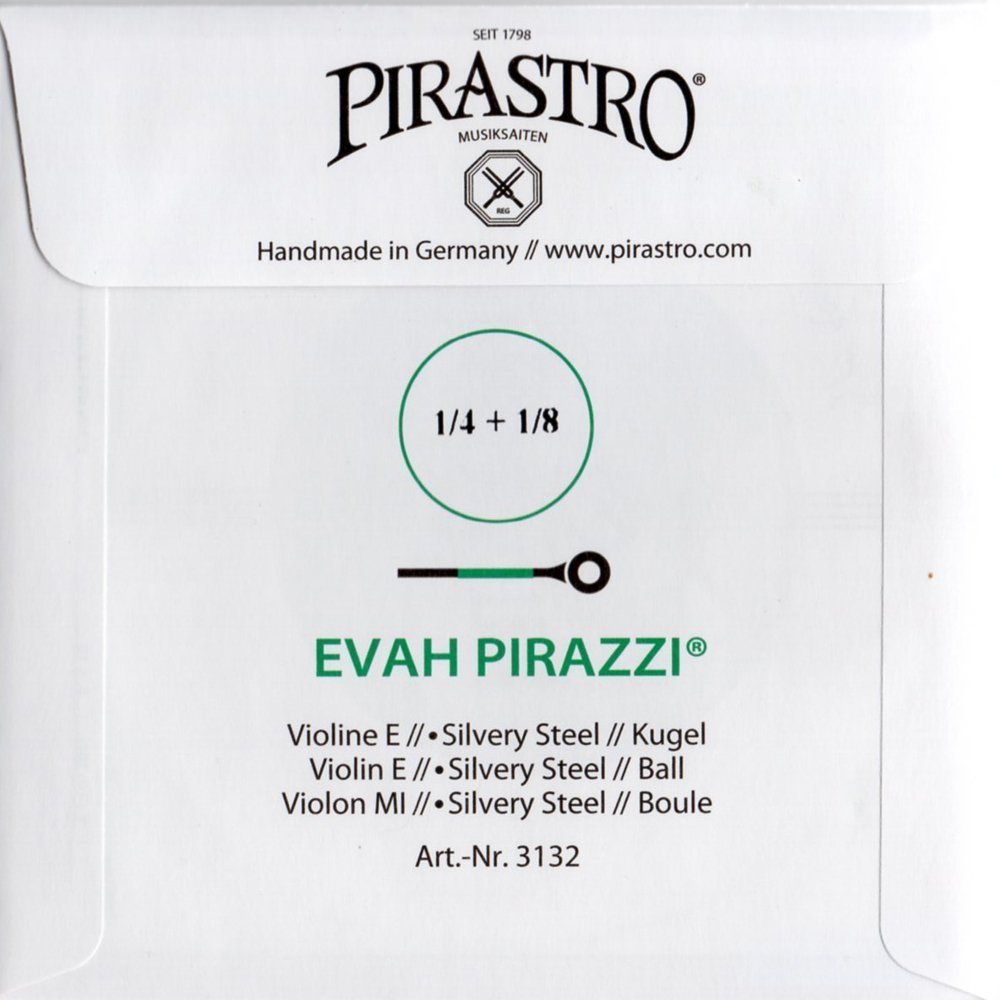 SEIT 1798
PIRASTRO®
MUSIKSAITEN
REG
Handmade in Germany // www.pirastro.com
1/4 + 1/8
EVAH PIRAZZI®
Violine E //•Silvery Steel // Kugel
Violin E //•Silvery Steel // Ball
Violon MI //•Silvery Steel // Boule
Art.-Nr. 3132